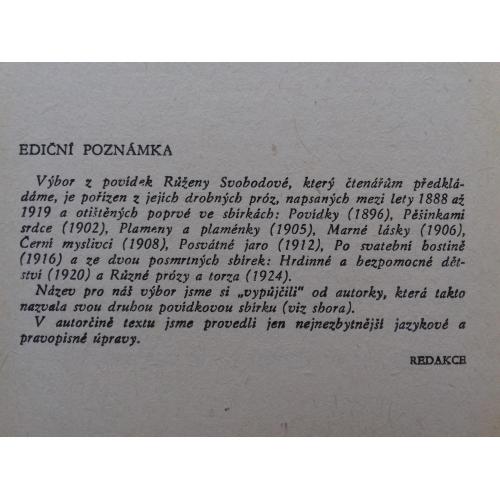 EDIČNÍ POZNÁMKA
Výbor z povídek Růženy Svobodové, který čtenářům předklá-
dáme, je pořízen z jejich drobných próz, napsaných mezi lety 1888 až
1919 a otištěných poprvé ve sbírkách: Povídky (1896), Pěšinkami
srdce (1902), Plameny a plaménky (1905), Marné lásky (1906),
Černí myslivci (1908), Posvátné jaro (1912), Po svatební hostině
(1916) a ze dvou posmrtných sbírek: Hrdinné a bezpomocné dět-
ství (1920) a Různé prózy a torza (1924).
Název pro náš výbor jsme si „vypůjčili" od autorky, která takto
nazvala svou druhou povídkovou sbírku (viz shora).
V autorčině textu jsme provedli jen nejnezbytnější jazykové a
pravopisné úpravy.
REDAKCE